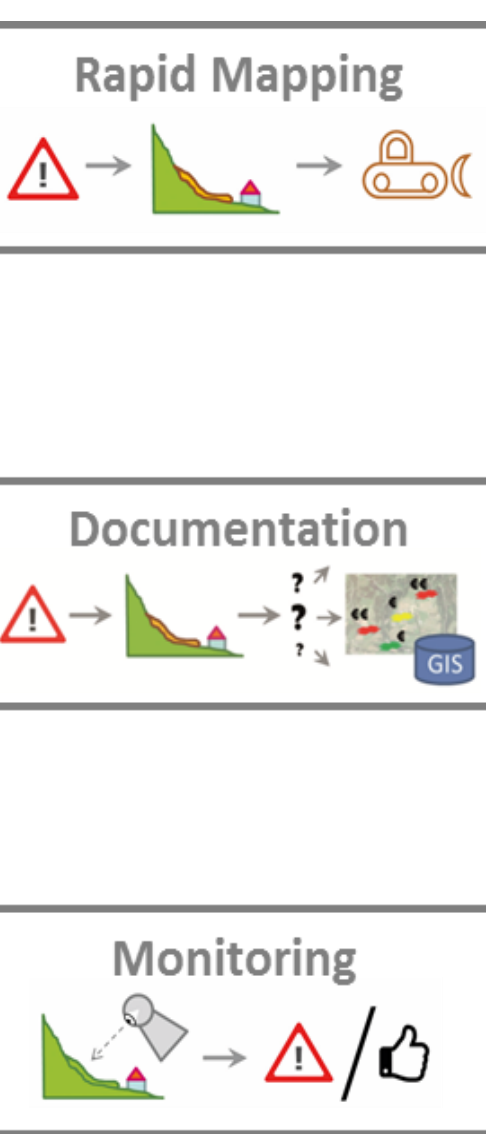 Rapid Mapping
!
Documentation
!
?
?
?
€€
€
€€
€
GIS
Monitoring
!